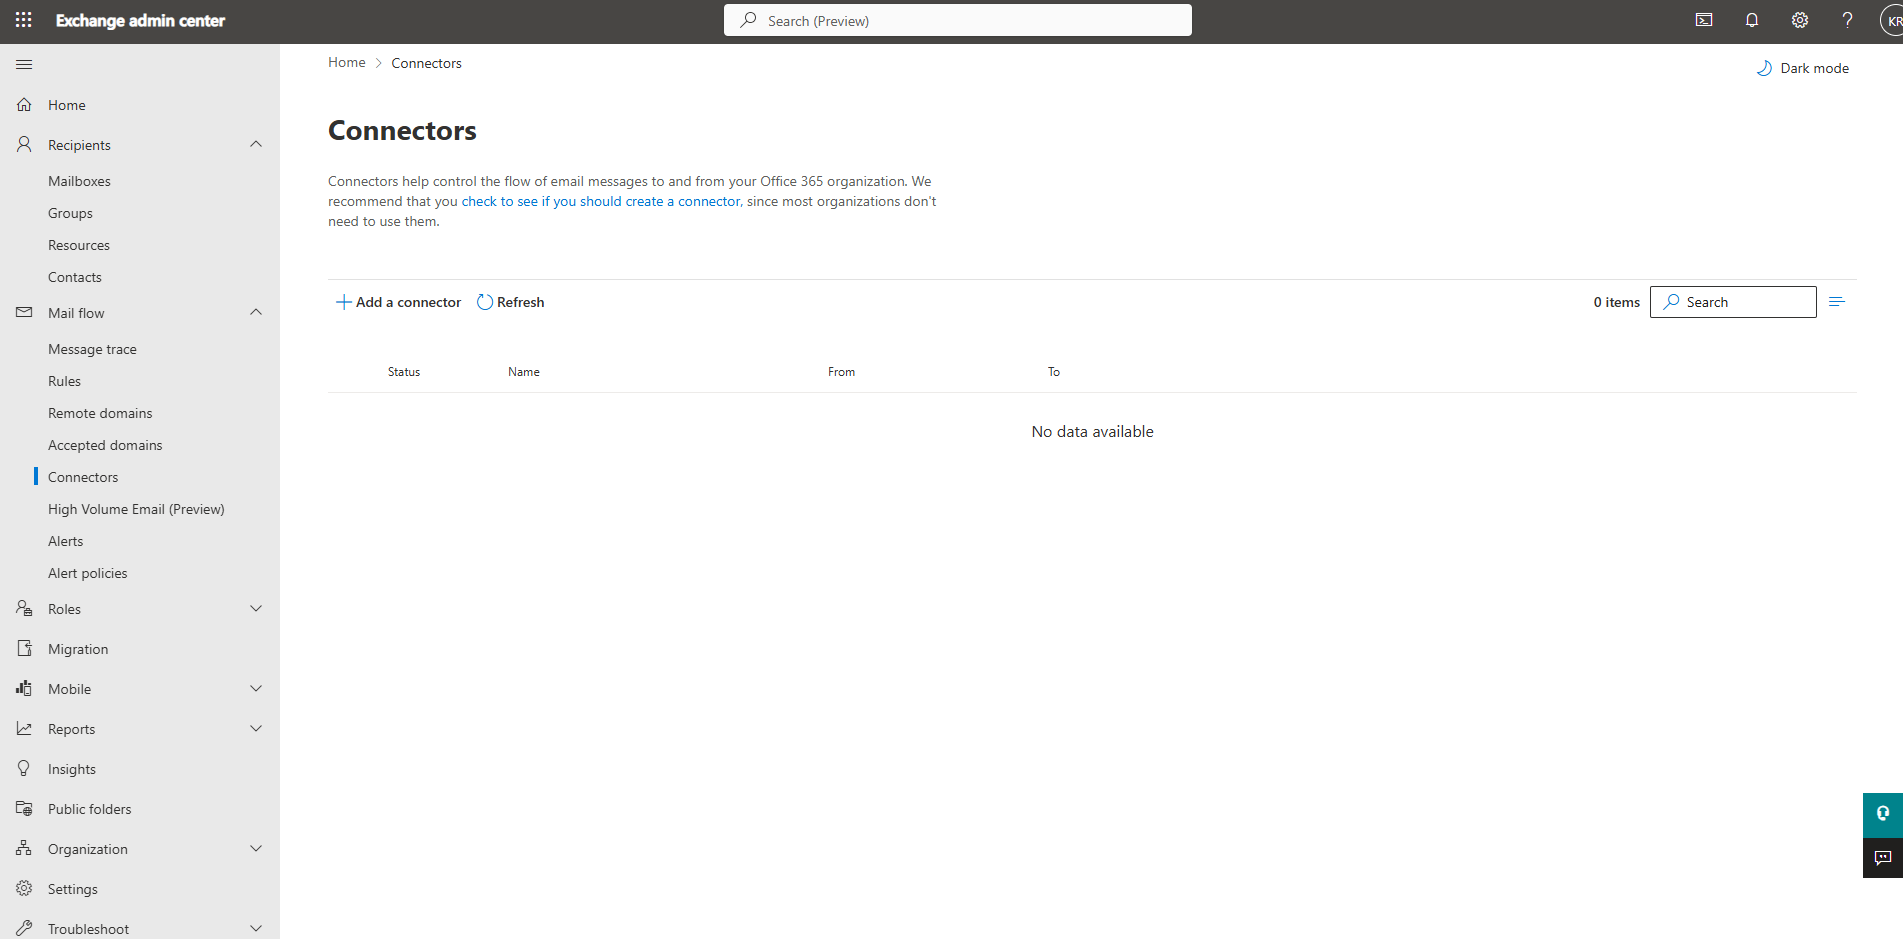 Exchange admin center
Search (Preview)
KR
Home
Recipients
Mailboxes
Groups
Resources
Contacts
Mail flow
Message trace
Rules
Remote domains
Accepted domains
Connectors
High Volume Email (Preview)
Alerts
Alert policies
Roles
Migration
Mobile
Reports
Insights
Public folders
Organization
Settings
Troubleshoot
Home > Connectors
Dark mode
Connectors
Connectors help control the flow of email messages to and from your Office 365 organization. We
recommend that you check to see if you should create a connector, since most organizations don't
need to use them.
Add a connector Refresh
0 items Search
Status Name From To
No data available